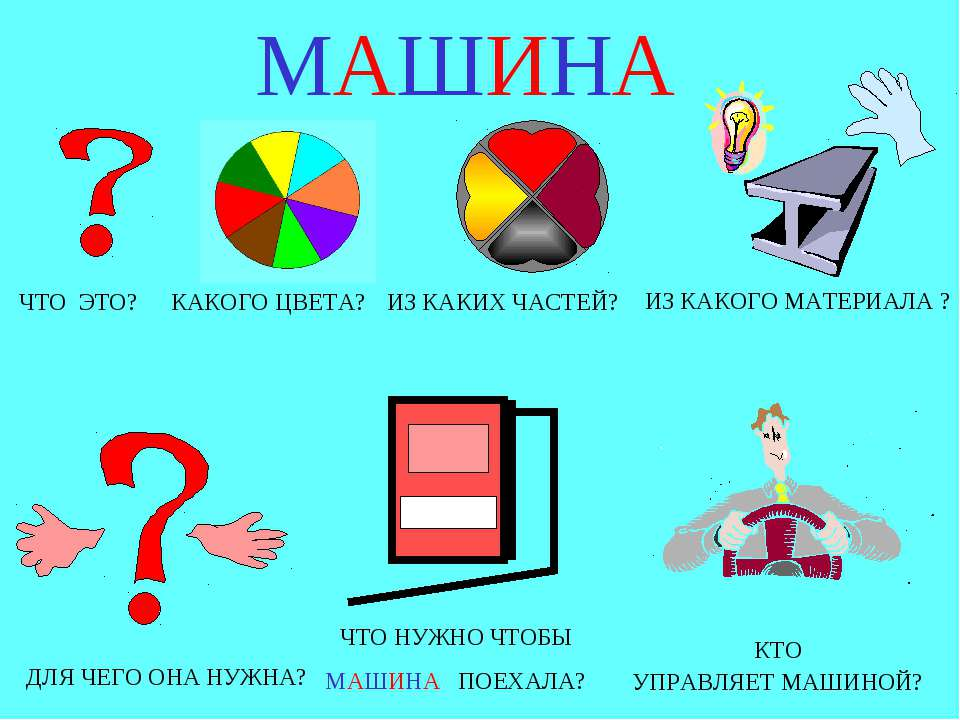 МАШИНА
ЧТО ЭТО?
КАКОГО ЦВЕТА?
ИЗ КАКИХ ЧАСТЕЙ?
ИЗ КАКОГО МАТЕРИАЛА ?
ДЛЯ ЧЕГО ОНА НУЖНА?
ЧТО НУЖНО ЧТОБЫ
МАШИНА ПОЕХАЛА?
КТО
УПРАВЛЯЕТ МАШИНОЙ?